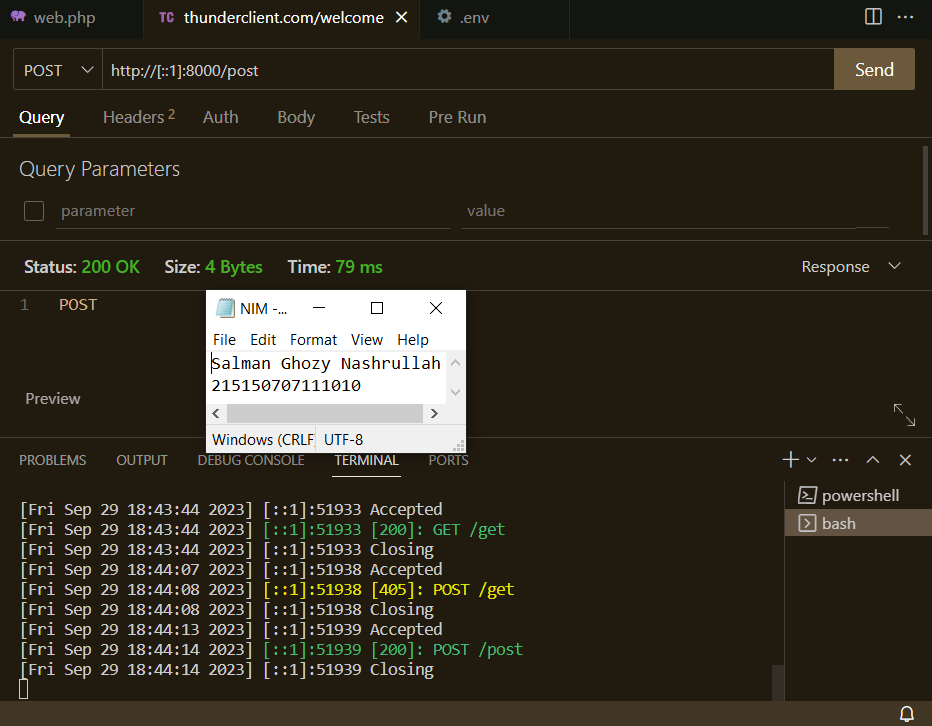 web.php
TC thunderclient.com/welcome
.env
POST http://[::1]:8000/post Send
Query Headers 2 Auth Body Tests Pre Run
Query Parameters
parameter value
Status: 200 OK Size: 4 Bytes Time: 79 ms Response
1 POST
NIM -...
File Edit Format View Help
Salman Ghozy Nashrullah
215150707111010
Windows (CRLF) UTF-8
Preview
PROBLEMS OUTPUT DEBUG CONSOLE TERMINAL PORTS
[Fri Sep 29 18:43:44 2023] [::1]:51933 Accepted
[Fri Sep 29 18:43:44 2023] [::1]:51933 [200]: GET /get
[Fri Sep 29 18:43:44 2023] [::1]:51933 Closing
[Fri Sep 29 18:44:07 2023] [::1]:51938 Accepted
[Fri Sep 29 18:44:08 2023] [::1]:51938 [405]: POST /get
[Fri Sep 29 18:44:08 2023] [::1]:51938 Closing
[Fri Sep 29 18:44:13 2023] [::1]:51939 Accepted
[Fri Sep 29 18:44:14 2023] [::1]:51939 [200]: POST /post
[Fri Sep 29 18:44:14 2023] [::1]:51939 Closing
powershell
bash